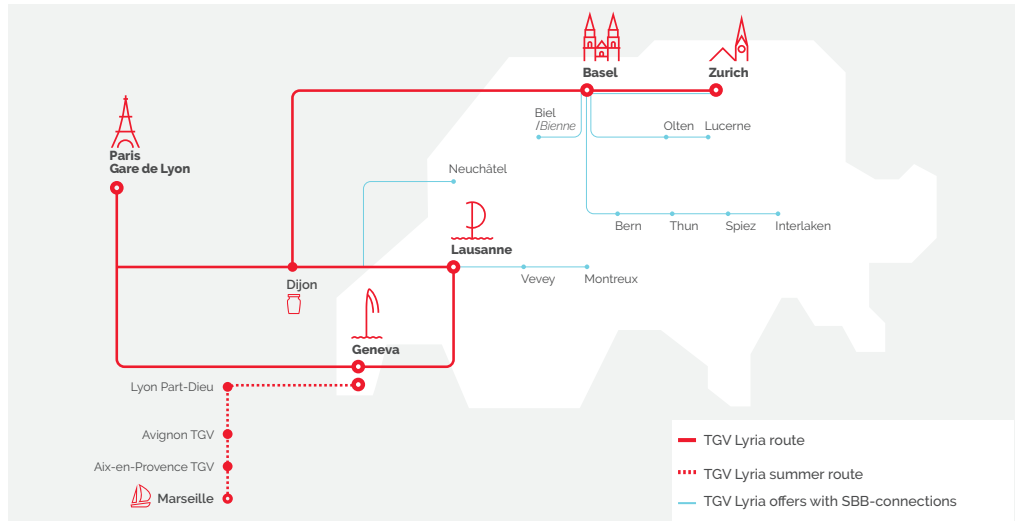 Basel
Zurich
Biel
/Bienne
Olten
Lucerne
Paris
Gare de Lyon
Neuchâtel
Bern
Thun
Spiez
Interlaken
Lausanne
Vevey
Montreux
Dijon
Geneva
Lyon Part-Dieu
Avignon TGV
Aix-en-Provence TGV
Marseille
TGV Lyria route
TGV Lyria summer route
TGV Lyria offers with SBB-connections